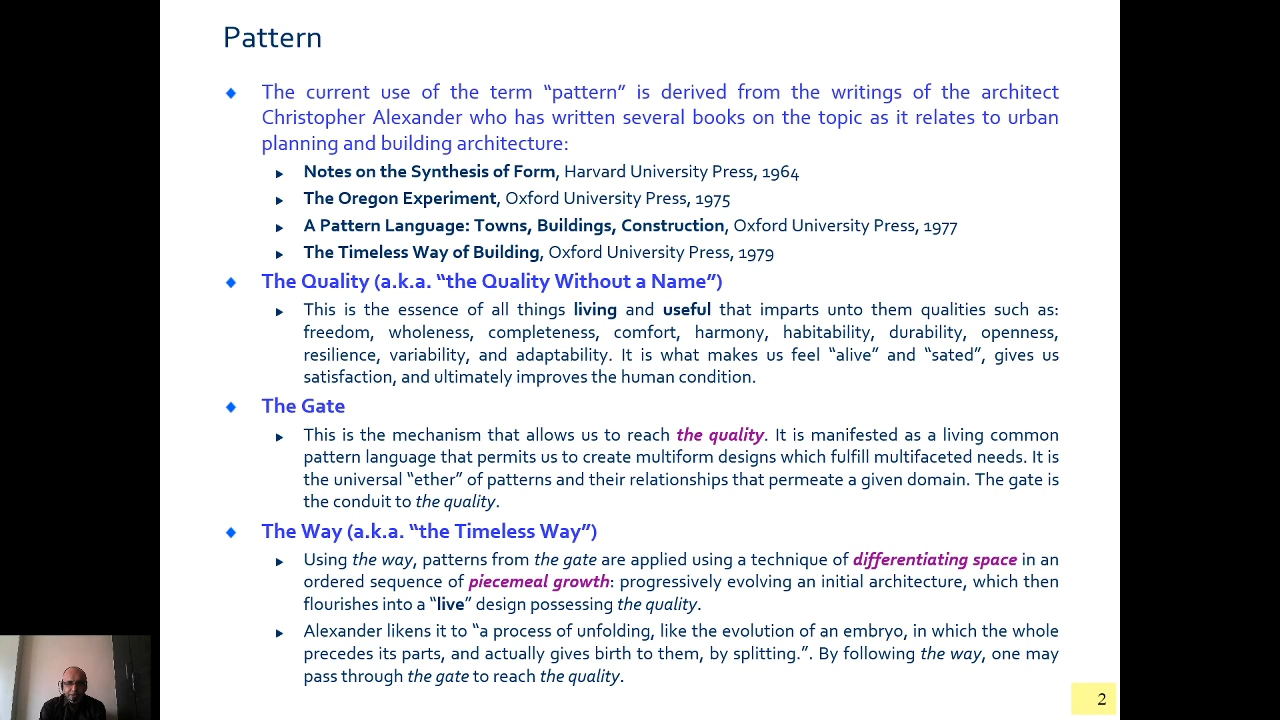 Pattern
The current use of the term “pattern” is derived from the writings of the architect
Christopher Alexander who has written several books on the topic as it relates to urban
planning and building architecture:
Notes on the Synthesis of Form, Harvard University Press, 1964
The Oregon Experiment, Oxford University Press, 1975
A Pattern Language: Towns, Buildings, Construction, Oxford University Press, 1977
The Timeless Way of Building, Oxford University Press, 1979
The Quality (a.k.a. “the Quality Without a Name”)
This is the essence of all things living and useful that imparts unto them qualities such as:
freedom, wholeness, completeness, comfort, harmony, habitability, durability, openness,
resilience, variability, and adaptability. It is what makes us feel “alive” and “sated”, gives us
satisfaction, and ultimately improves the human condition.
The Gate
This is the mechanism that allows us to reach the quality. It is manifested as a living common
pattern language that permits us to create multiform designs which fulfill multifaceted needs. It is
the universal “ether” of patterns and their relationships that permeate a given domain. The gate is
the conduit to the quality.
The Way (a.k.a. “the Timeless Way”)
Using the way, patterns from the gate are applied using a technique of differentiating space in an
ordered sequence of piecemeal growth: progressively evolving an initial architecture, which then
flourishes into a “live” design possessing the quality.
Alexander likens it to “a process of unfolding, like the evolution of an embryo, in which the whole
precedes its parts, and actually gives birth to them, by splitting.”. By following the way, one may
pass through the gate to reach the quality.
2